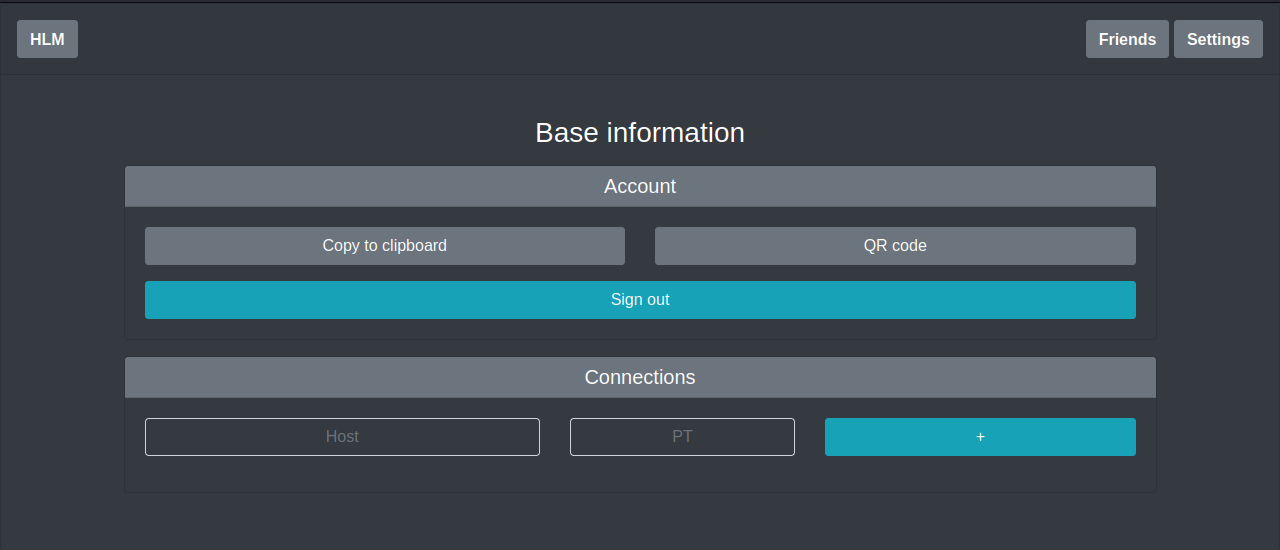 HLM
Friends Settings
Base information
Account
Copy to clipboard QR code
Sign out
Connections
Host PT +